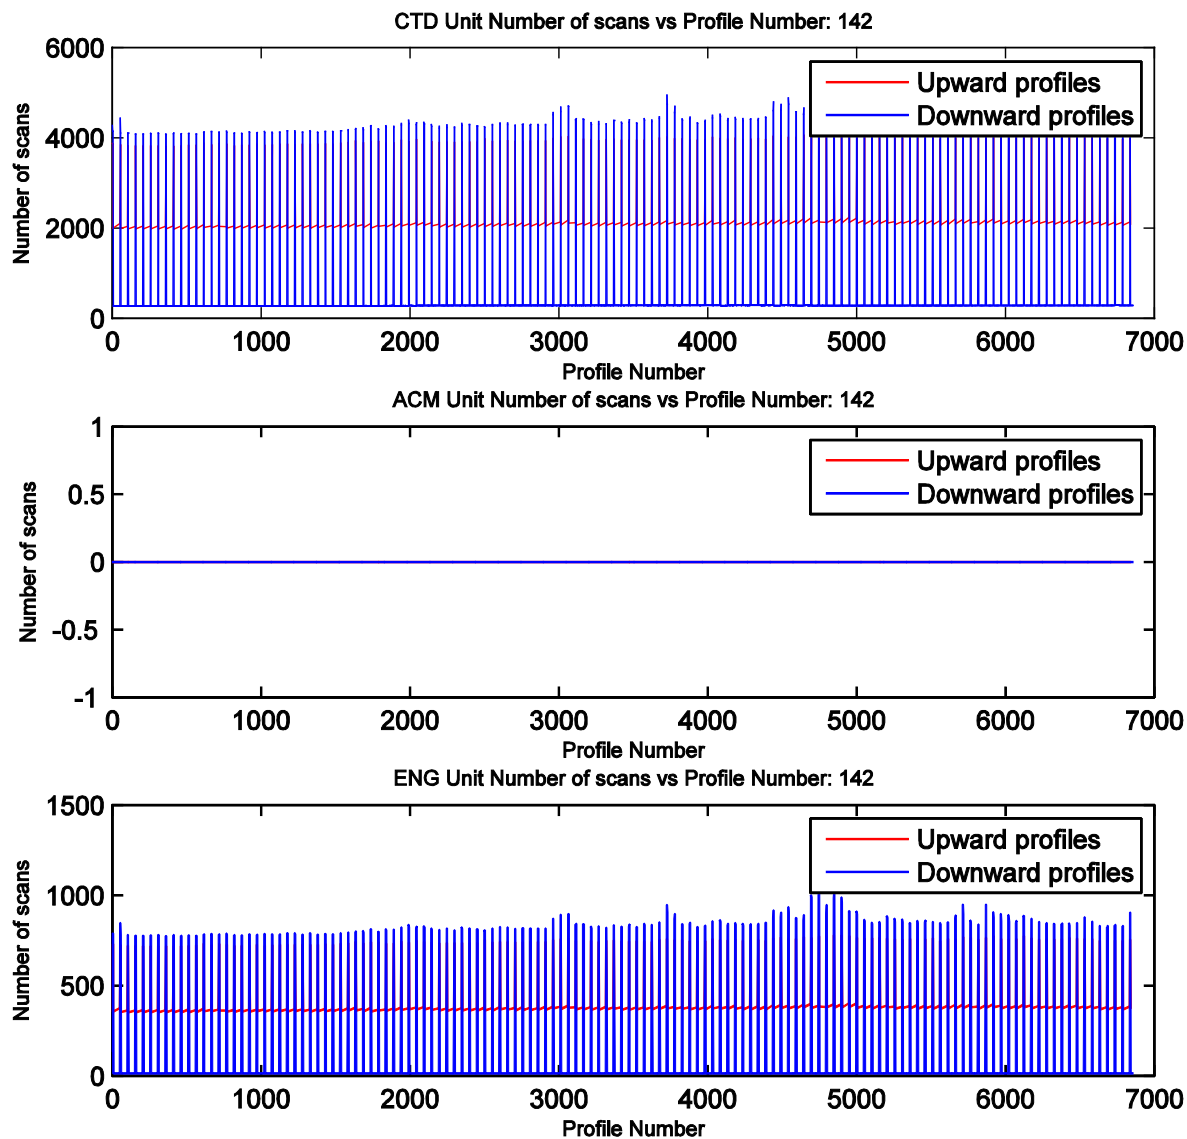 CTD Unit Number of scans vs Profile Number: 142
6000
4000
2000
0
Number of scans
Upward profiles
Downward profiles
0 1000 2000 3000 4000 5000 6000 7000
Profile Number
ACM Unit Number of scans vs Profile Number: 142
1
0.5
0
-0.5
-1
Number of scans
Upward profiles
Downward profiles
0 1000 2000 3000 4000 5000 6000 7000
Profile Number
ENG Unit Number of scans vs Profile Number: 142
1500
1000
500
0
Number of scans
Upward profiles
Downward profiles
0 1000 2000 3000 4000 5000 6000 7000
Profile Number